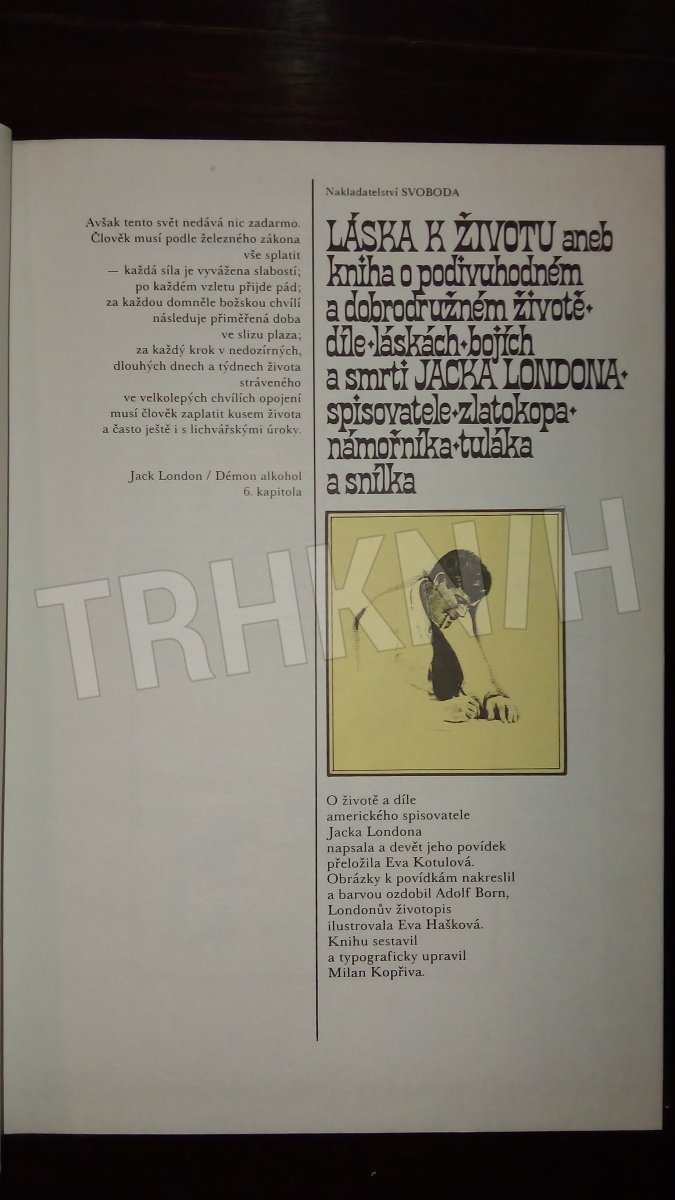 Avšak tento svět nedává nic zadarmo.
Člověk musí podle železného zákona
vše splatit
— každá síla je vyvážena slabostí;
po každém vzletu přijde pád;
za každou domněle božskou chvílí
následuje přiměřená doba
ve slizu plaza;
za každý krok v nedozírných,
dlouhých dnech a týdnech života
stráveného
ve velkolepých chvílích opojení
musí člověk zaplatit kusem života
a často ještě i s lichvářskými úroky.
Jack London / Démon alkohol
6. kapitola
Nakladatelství SVOBODA
LÁSKA K ŽIVOTU aneb
kniha o podivuhodném
a dobrodružném životě•
díle•láskách•bojích
a smrti JACKA LONDONA•
spisovatele•zlatokopa•
námořníka•tuláka
a snílka
TRHKNIH
O životě a díle
amerického spisovatele
Jacka Londona
napsala a devět jeho povídek
přeložila Eva Kotulová.
Obrázky k povídkám nakreslil
a barvou ozdobil Adolf Born,
Londonův životopis
ilustrovala Eva Hašková.
Knihu sestavil
a typograficky upravil
Milan Kopřiva.